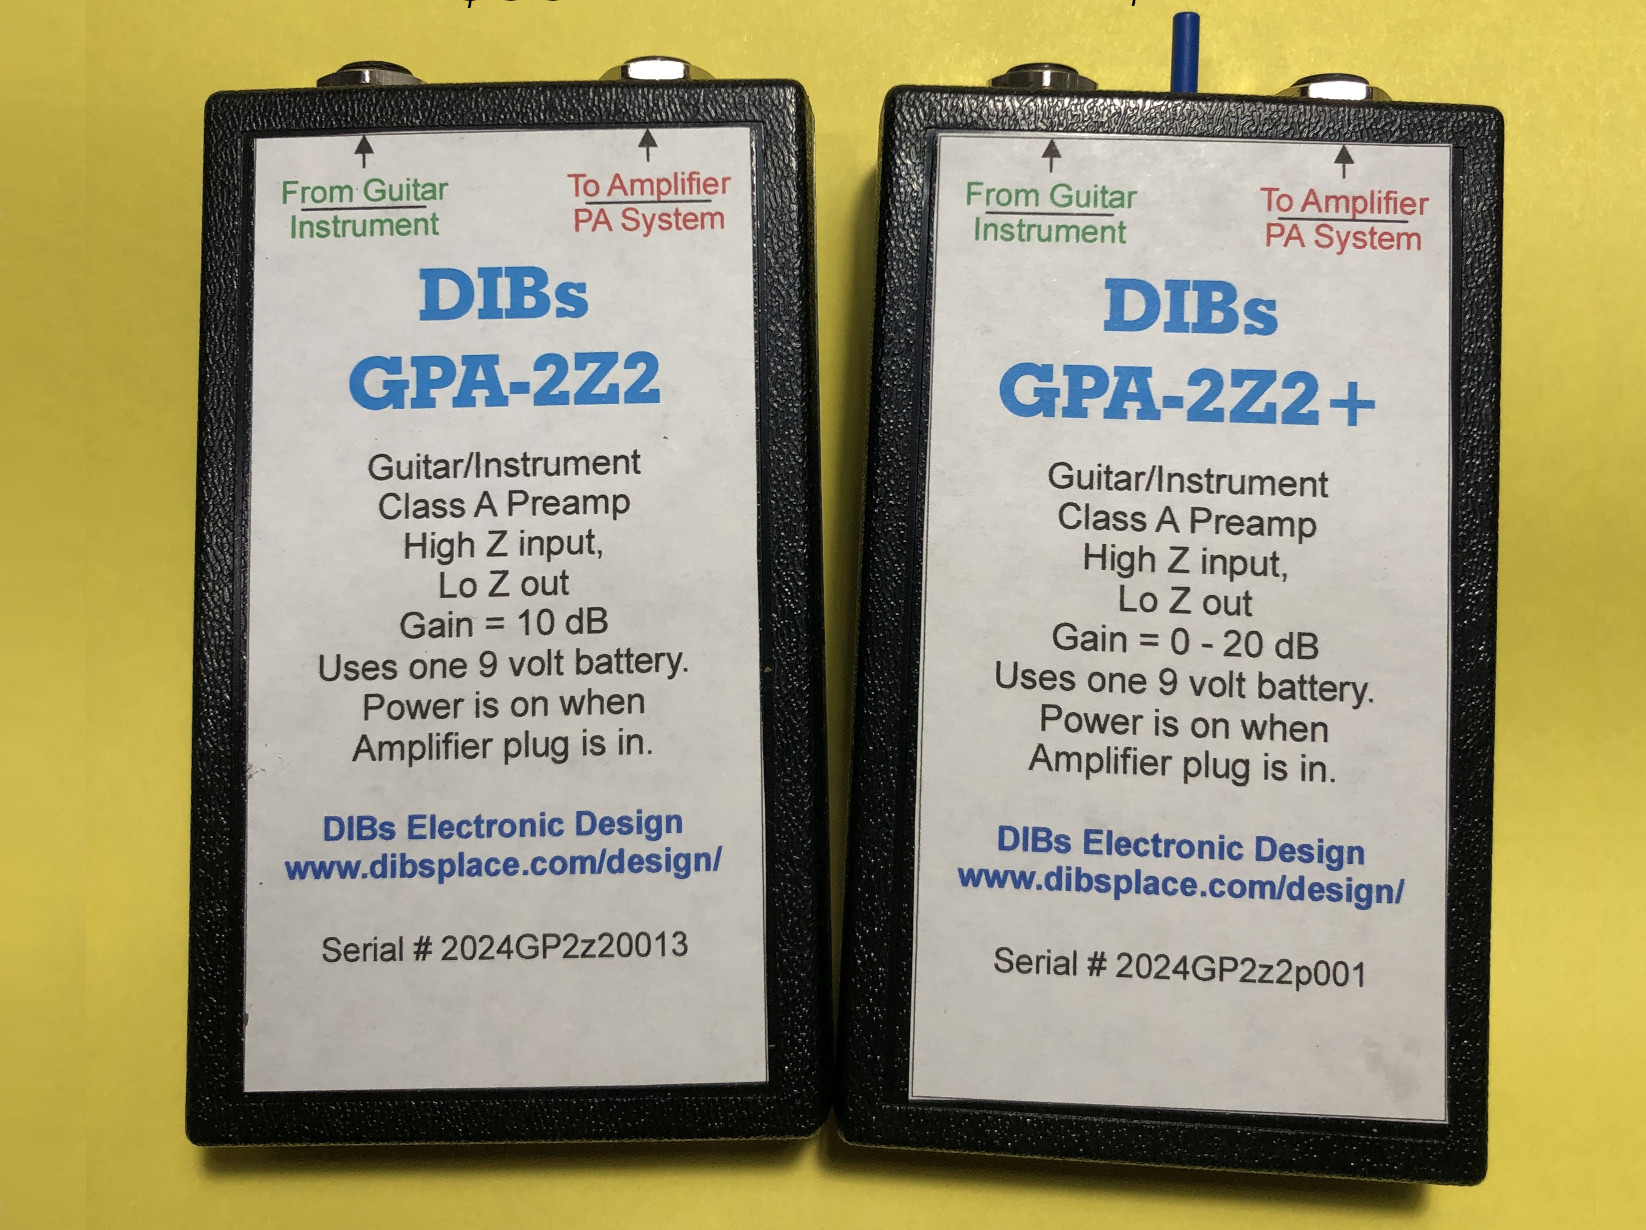 From Guitar
Instrument
To Amplifier
PA System
DIBs
GPA-2Z2
Guitar/Instrument
Class A Preamp
High Z input,
Lo Z out
Gain = 10 dB
Uses one 9 volt battery.
Power is on when
Amplifier plug is in.
DIBs Electronic Design
www.dibsplace.com/design/
Serial # 2024GP2z20013
From Guitar
Instrument
To Amplifier
PA System
DIBs
GPA-2Z2+
Guitar/Instrument
Class A Preamp
High Z input,
Lo Z out
Gain = 0 - 20 dB
Uses one 9 volt battery.
Power is on when
Amplifier plug is in.
DIBs Electronic Design
www.dibsplace.com/design/
Serial # 2024GP2z2p001